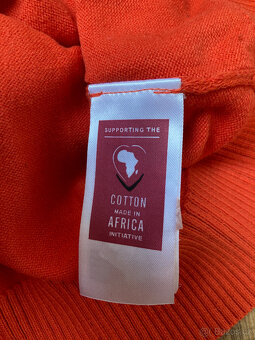 SUPPORTING THE
COTTON
MADE IN
AFRICA
INITIATIVE